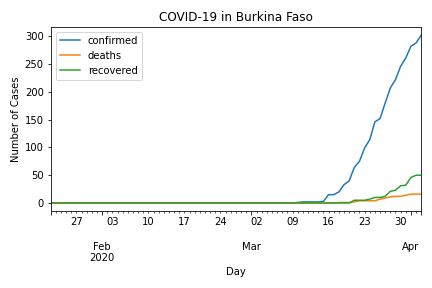 COVID-19 in Burkina Faso
confirmed
deaths
recovered
Number of Cases
300
250
200
150
100
50
0
27 03 10 17 24 02 09 16 23 30
Feb Mar Apr
2020
Day